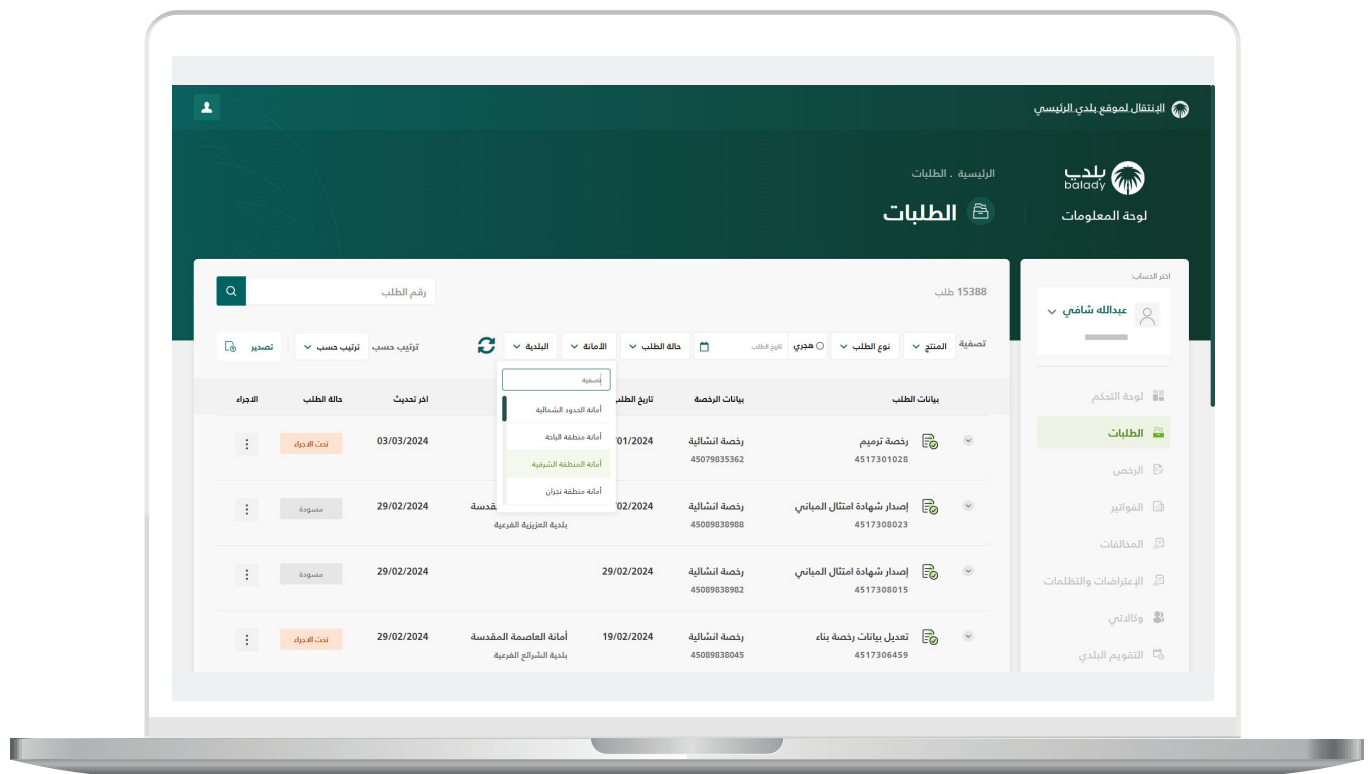 الإنتقال لموقع بلدي الرئيسي
بلدي
balady
لوحة المعلومات
الرئيسية . الطلبات
الطلبات
اختر الحساب:
عبدالله شافي
لوحة التحكم
الطلبات
الرخص
الفواتير
المخالفات
الإعتراضات والتظلمات
وكالاتي
التقويم البلدي
15388 طلب
رقم الطلب
تصفية المنتج نوع الطلب هجري تاريخ الطلب حالة الطلب الأمانة البلدية ترتيب حسب ترتيب حسب تصدير
تصفية
أمانة الحدود الشمالية
أمانة منطقة الباحة
أمانة المنطقة الشرقية
أمانة منطقة نجران
بيانات الطلب بيانات الرخصة تاريخ الطلب اخر تحديث حالة الطلب الاجراء
رخصة ترميم رخصة انشائية 01/2024/ 03/03/2024 تحت الاجراء
4517301028 45079835362
إصدار شهادة امتثال المباني رخصة انشائية 02/2024/ 29/02/2024 مسودة
4517308023 45089838988 بلدية العزيزية الفرعية
إصدار شهادة امتثال المباني رخصة انشائية 29/02/2024 29/02/2024 مسودة
4517308015 45089838982
تعديل بيانات رخصة بناء رخصة انشائية 19/02/2024 أمانة العاصمة المقدسة 29/02/2024 تحت الاجراء
4517306459 45089838045 بلدية الشرائع الفرعية